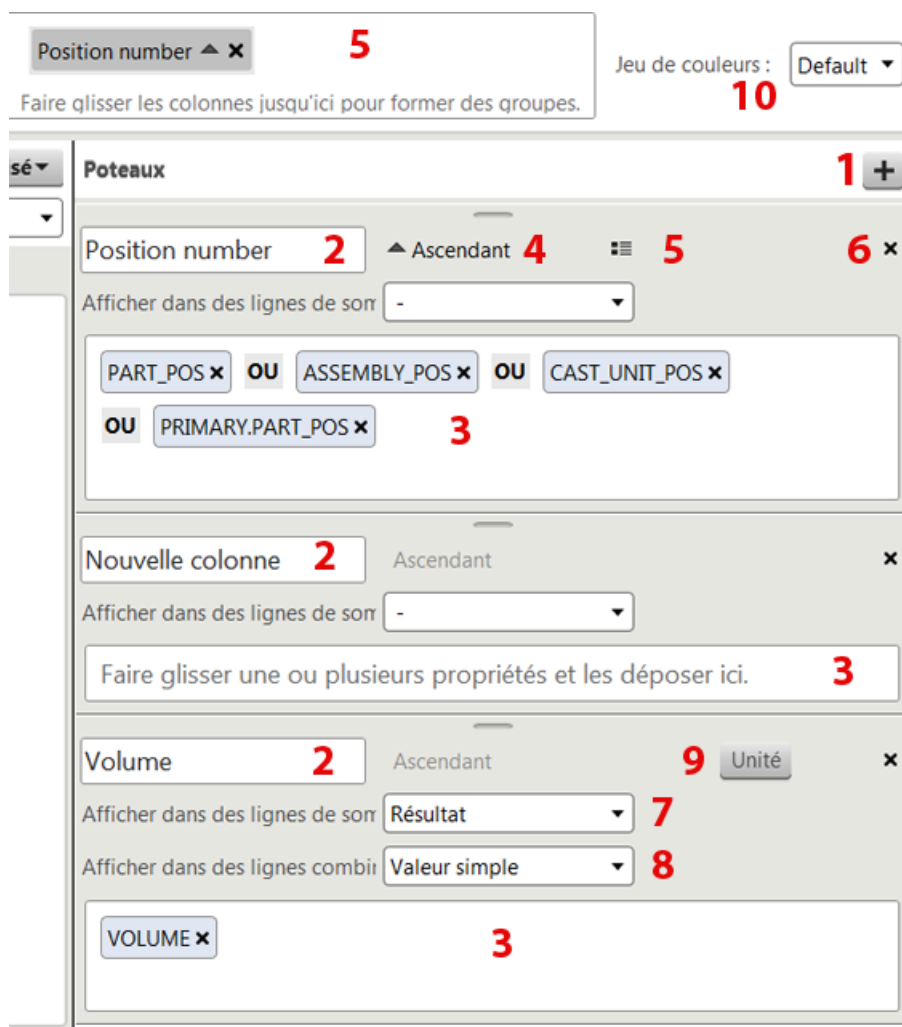 Position number 5
Jeu de couleurs : Default
10
Faire glisser les colonnes jusqu'ici pour former des groupes.
sé Poteaux 1 +
Position number 2 Ascendant 4 5 6
Afficher dans des lignes de som -
PART_POS OU ASSEMBLY_POS OU CAST_UNIT_POS
OU PRIMARY.PART_POS 3
Nouvelle colonne 2 Ascendant
Afficher dans des lignes de som -
Faire glisser une ou plusieurs propriétés et les déposer ici. 3
Volume 2 Ascendant 9 Unité
Afficher dans des lignes de som Résultat 7
Afficher dans des lignes combin Valeur simple 8
VOLUME 3